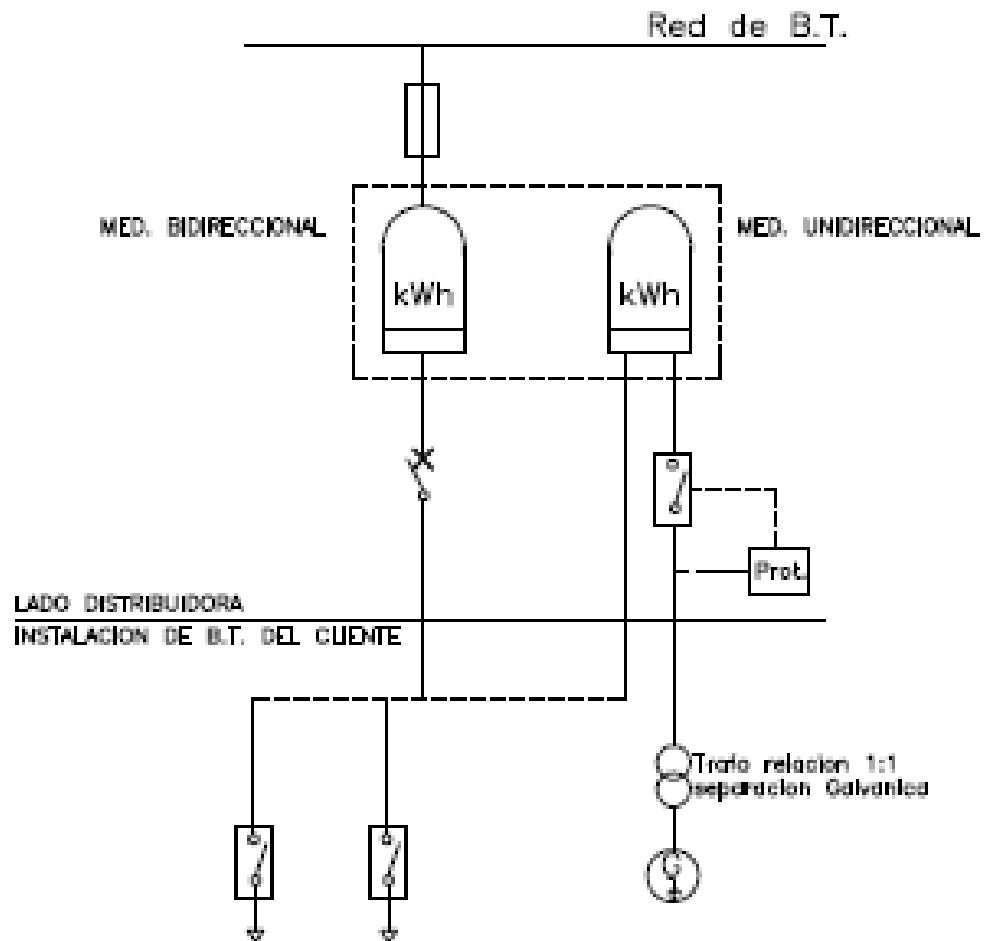 Red de B.T.
MED. BIDIRECCIONAL
MED. UNIDIRECCIONAL
kWh
kWh
Prot.
LADO DISTRIBUIDORA
INSTALACION DE B.T. DEL CLIENTE
Trafo relacion 1:1
separacion Galvanica
G